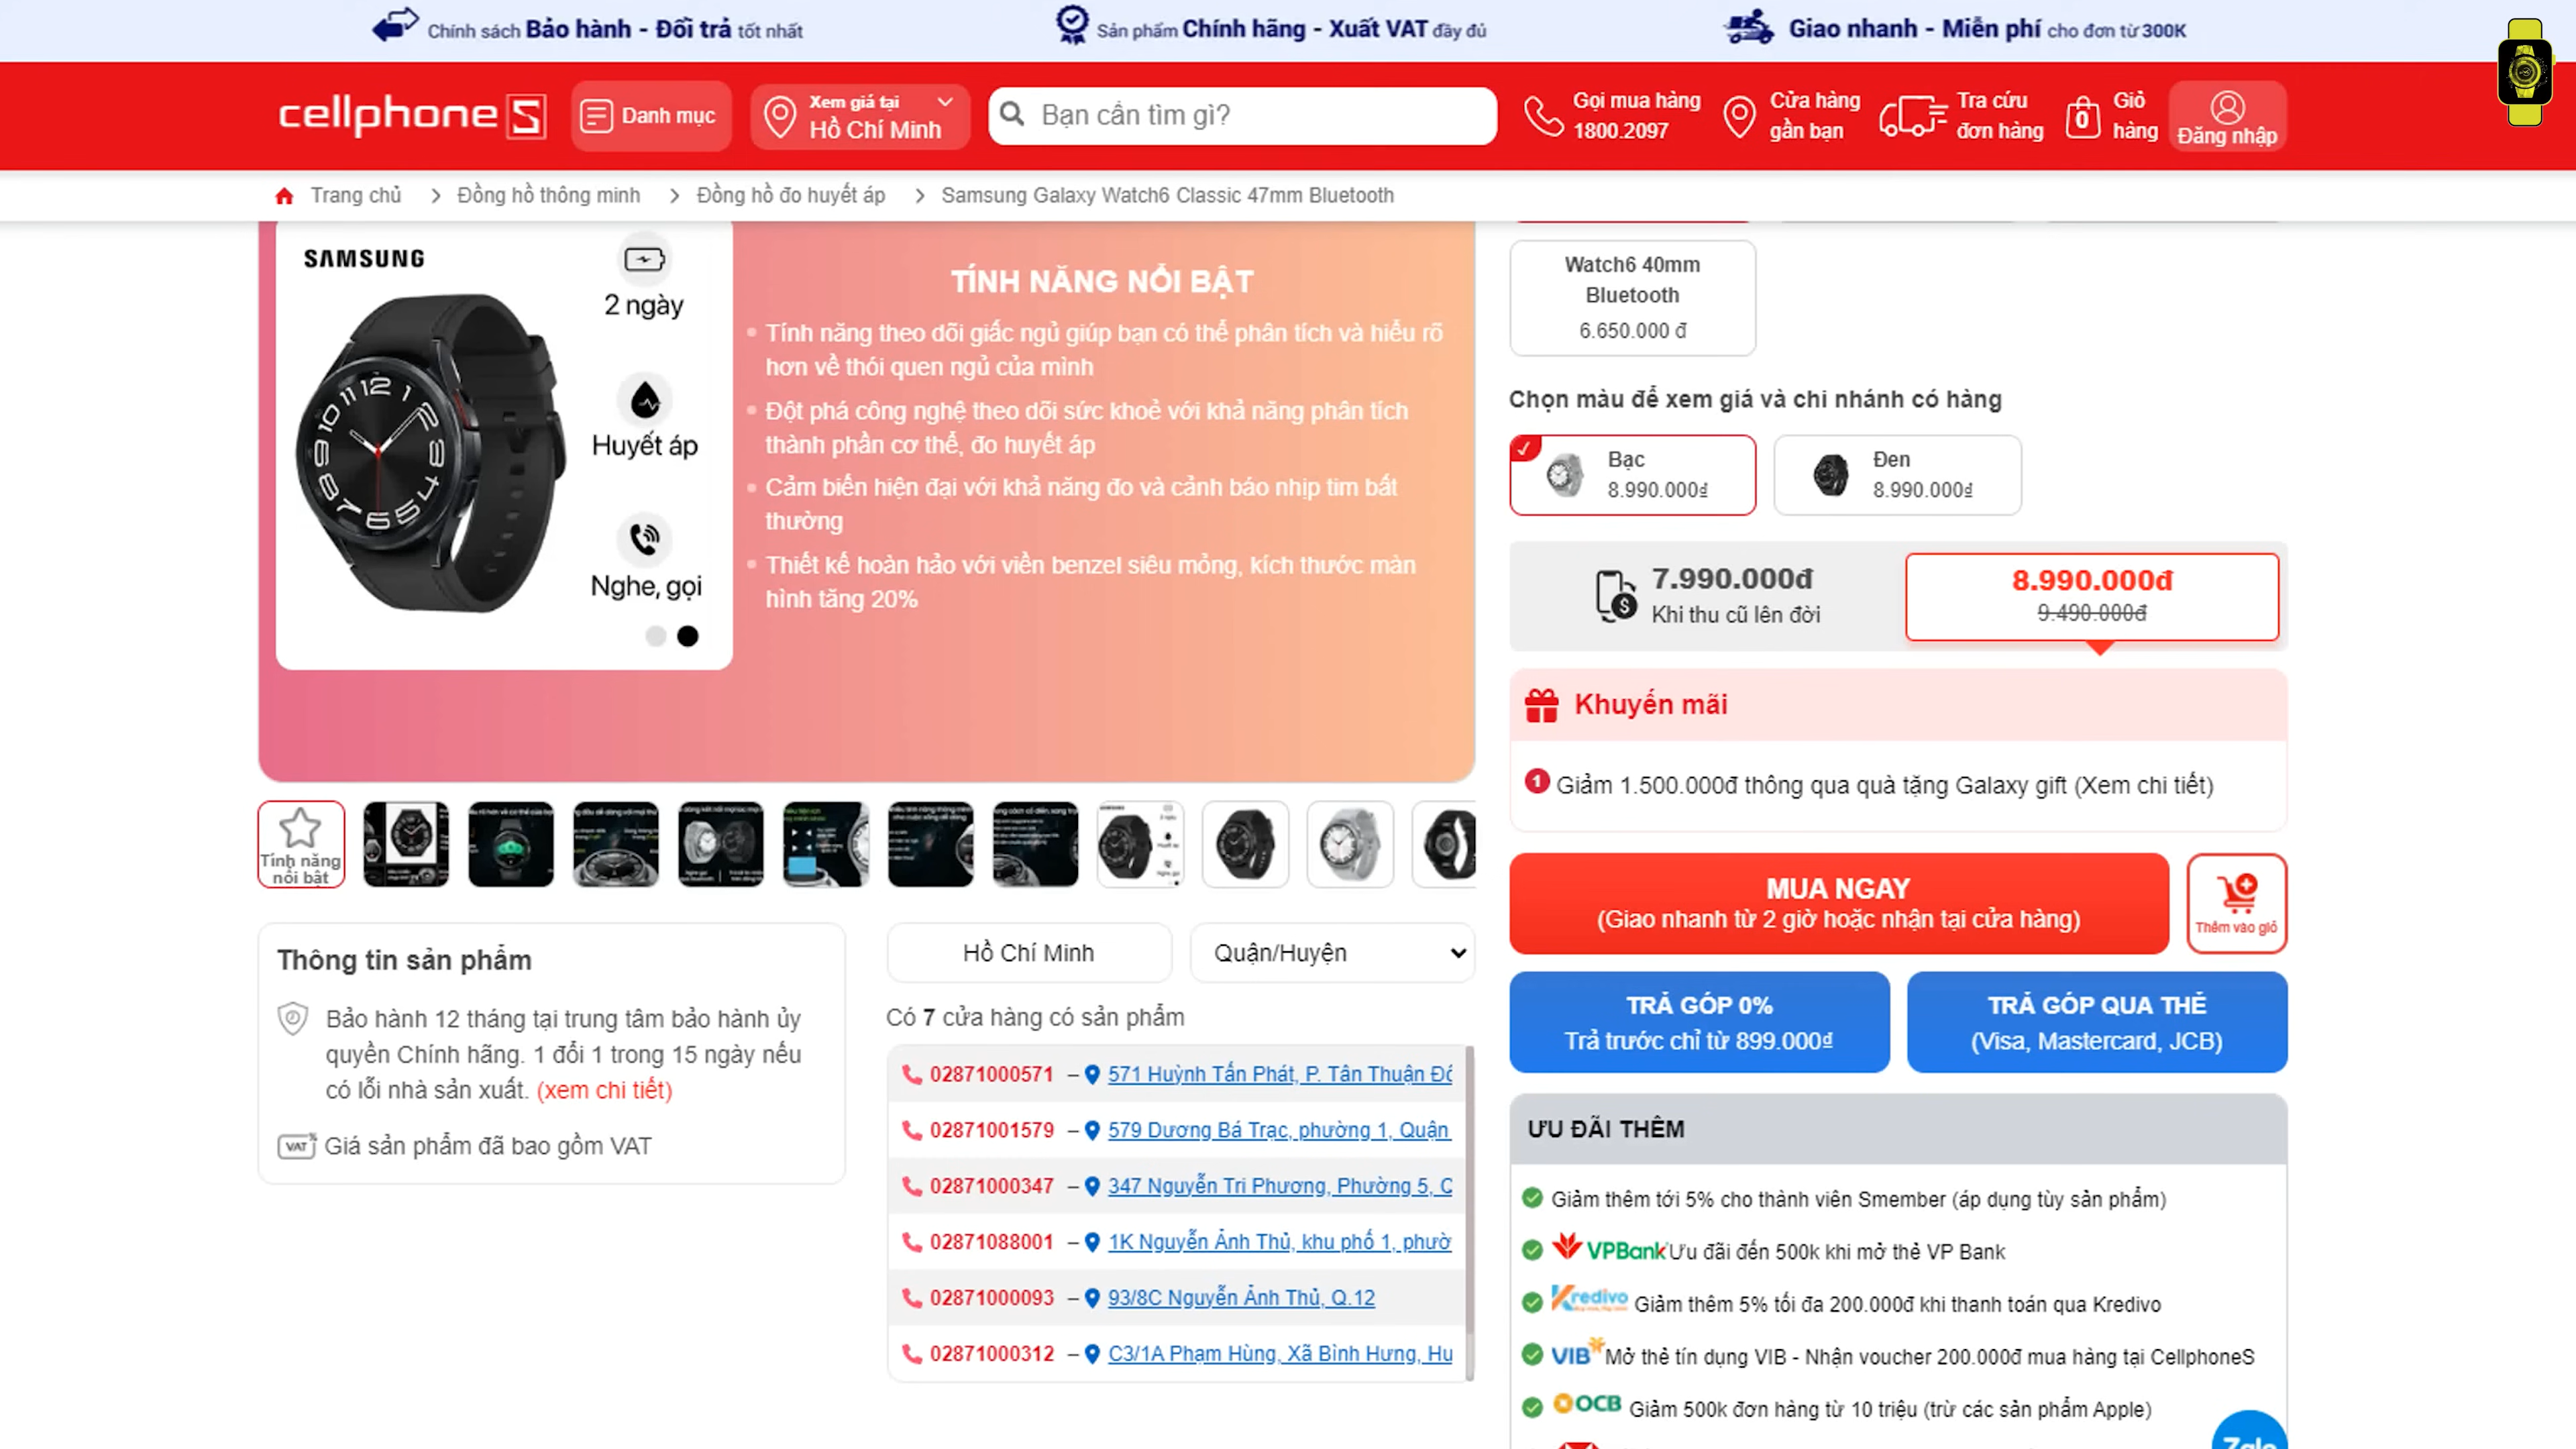 Chính sách Bảo hành - Đổi trả tốt nhất
Sản phẩm Chính hãng - Xuất VAT đầy đủ
Giao nhanh - Miễn phí cho đơn từ 300K
cellphoneS
Danh mục
Xem giá tại
Hồ Chí Minh
Bạn cần tìm gì?
Gọi mua hàng
1800.2097
Cửa hàng
gần bạn
Tra cứu
đơn hàng
0
Giỏ
hàng
Đăng nhập
Trang chủ
Đồng hồ thông minh
Đồng hồ đo huyết áp
Samsung Galaxy Watch6 Classic 47mm Bluetooth
SAMSUNG
2 ngày
Huyết áp
Nghe, gọi
TÍNH NĂNG NỔI BẬT
Tính năng theo dõi giấc ngủ giúp bạn có thể phân tích và hiểu rõ
hơn về thói quen ngủ của mình
Đột phá công nghệ theo dõi sức khoẻ với khả năng phân tích
thành phần cơ thể, đo huyết áp
Cảm biến hiện đại với khả năng đo và cảnh báo nhịp tim bất
thường
Thiết kế hoàn hảo với viền benzel siêu mỏng, kích thước màn
hình tăng 20%
Tính năng
nổi bật
Thông tin sản phẩm
Bảo hành 12 tháng tại trung tâm bảo hành ủy
quyền Chính hãng. 1 đổi 1 trong 15 ngày nếu
có lỗi nhà sản xuất. (xem chi tiết)
VAT Giá sản phẩm đã bao gồm VAT
Hồ Chí Minh
Quận/Huyện
Có 7 cửa hàng có sản phẩm
02871000571 – 571 Huỳnh Tấn Phát, P. Tân Thuận
02871001579 – 579 Dương Bá Trạc, phường 1, Quận
02871000347 – 347 Nguyễn Tri Phương, Phường 5,
02871088001 – 1K Nguyễn Ảnh Thủ, khu phố 1,
02871000093 – 93/8C Nguyễn Ảnh Thủ, Q.12
02871000312 – C3/1A Phạm Hùng, Xã Bình Hưng,
Watch6 40mm
Bluetooth
6.650.000 đ
Chọn màu để xem giá và chi nhánh có hàng
Bạc
8.990.000₫
Đen
8.990.000₫
7.990.000đ
Khi thu cũ lên đời
8.990.000đ
9.490.000đ
Khuyến mãi
1 Giảm 1.500.000đ thông qua quà tặng Galaxy gift (Xem chi tiết)
MUA NGAY
(Giao nhanh từ 2 giờ hoặc nhận tại cửa hàng)
Thêm vào giỏ
TRẢ GÓP 0%
Trả trước chỉ từ 899.000₫
TRẢ GÓP QUA THẺ
(Visa, Mastercard, JCB)
ƯU ĐÃI THÊM
Giảm thêm tới 5% cho thành viên Smember (áp dụng tùy sản phẩm)
VPBank Ưu đãi đến 500k khi mở thẻ VP Bank
Kredivo Giảm thêm 5% tối đa 200.000đ khi thanh toán qua Kredivo
VIB Mở thẻ tín dụng VIB - Nhận voucher 200.000đ mua hàng tại CellphoneS
OCB Giảm 500k đơn hàng từ 10 triệu (trừ các sản phẩm Apple)
Zalo